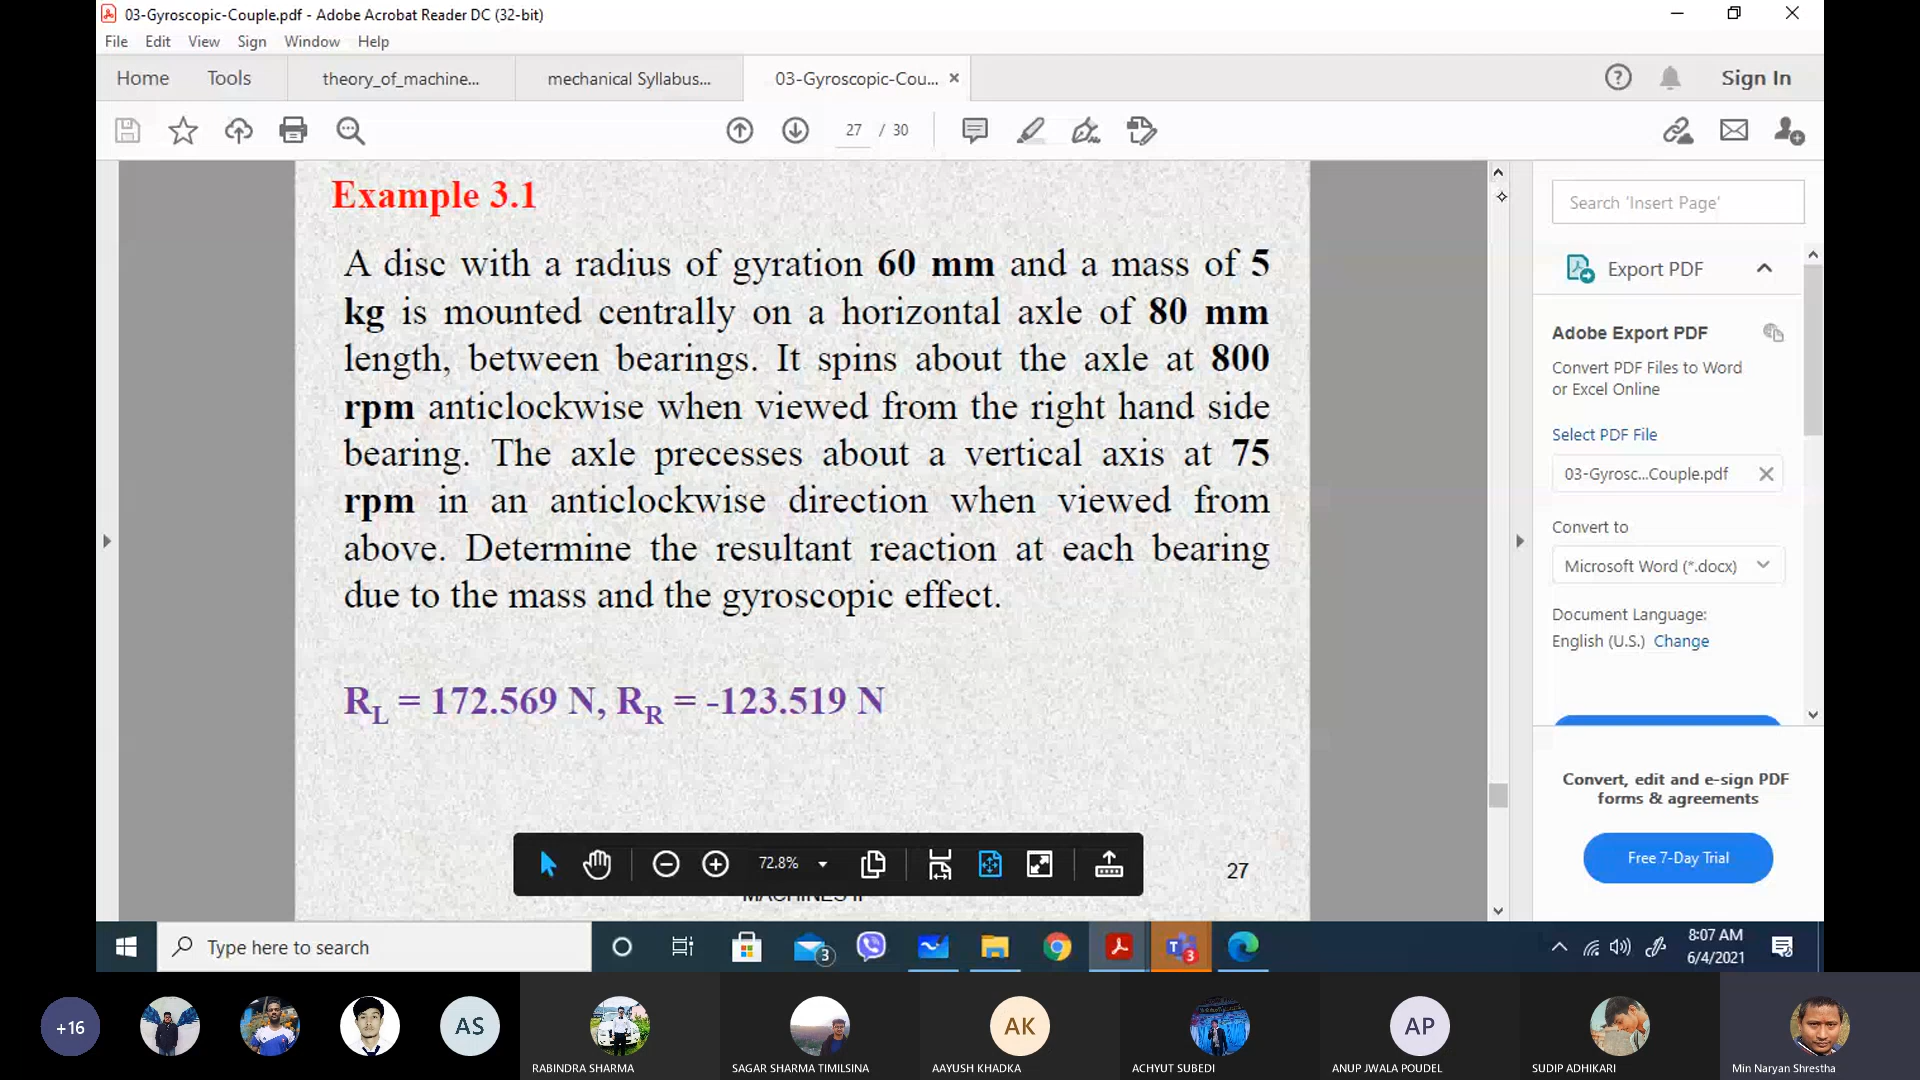 03-Gyroscopic-Couple.pdf - Adobe Acrobat Reader DC (32-bit)
File Edit View Sign Window Help
Home Tools theory_of_machine... mechanical Syllabus... 03-Gyroscopic-Cou... × Sign In
27 / 30
Example 3.1
A disc with a radius of gyration 60 mm and a mass of 5
kg is mounted centrally on a horizontal axle of 80 mm
length, between bearings. It spins about the axle at 800
rpm anticlockwise when viewed from the right hand side
bearing. The axle precesses about a vertical axis at 75
rpm in an anticlockwise direction when viewed from
above. Determine the resultant reaction at each bearing
due to the mass and the gyroscopic effect.
R_L = 172.569 N, R_R = -123.519 N
72.8%
27
Search 'Insert Page'
Export PDF
Adobe Export PDF
Convert PDF Files to Word
or Excel Online
Select PDF File
03-Gyrosc...Couple.pdf
Convert to
Microsoft Word (*.docx)
Document Language:
English (U.S.) Change
Convert, edit and e-sign PDF
forms & agreements
Free 7-Day Trial
Type here to search
3
T 3
8:07 AM
6/4/2021
+16
AS
AK
AP
RABINDRA SHARMA
SAGAR SHARMA TIMILSINA
AAYUSH KHADKA
ACHYUT SUBEDI
ANUP JWALA POUDEL
SUDIP ADHIKARI
Min Naryan Shrestha